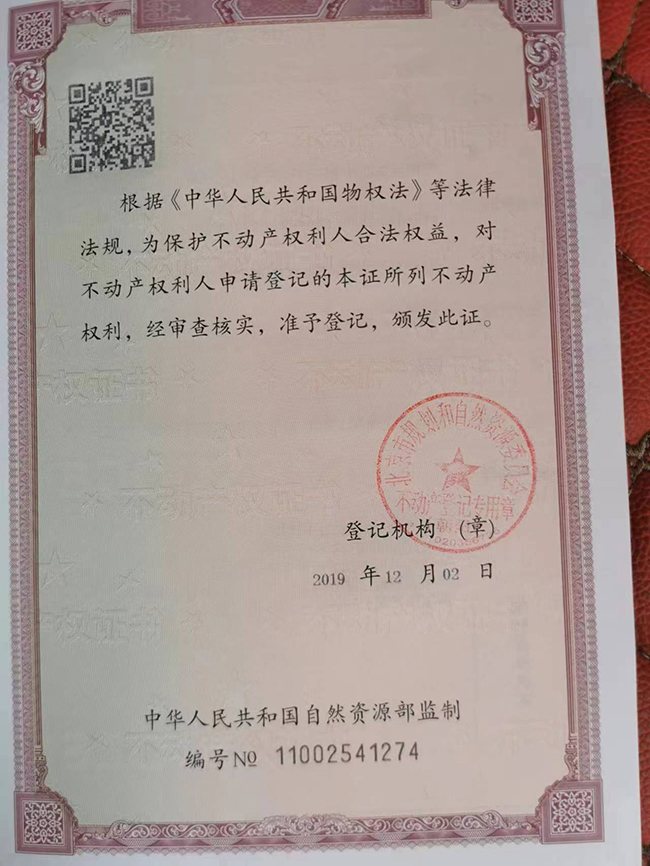 根据《中华人民共和国物权法》等法律
法规，为保护不动产权利人合法权益，对
不动产权利人申请登记的本证所列不动产
权利，经审查核实，准予登记，颁发此证。
北京市规划和自然资源委员会
不动产登记专用章
登记机构（章）
2019 年 12 月 02 日
中华人民共和国自然资源部监制
编号№ 11002541274